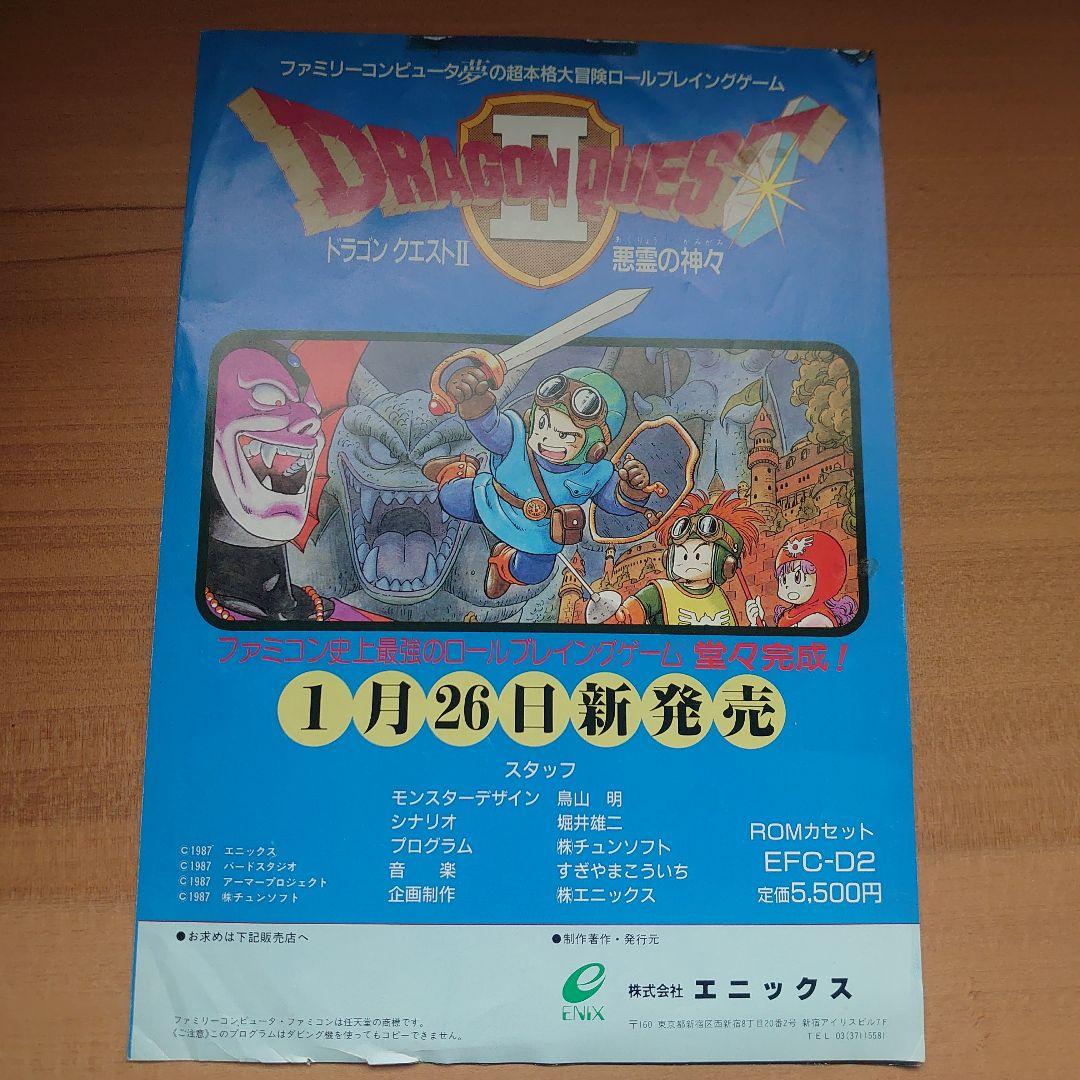 ファミリーコンピュータ夢の超本格大冒険ロールプレイングゲーム
DRAGON QUEST
II
ドラゴン クエストII
あくりょう かみがみ
悪霊の神々
ファミコン史上最強のロールプレイングゲーム 堂々完成!
1月26日新発売
スタッフ
モンスターデザイン 鳥山 明
シナリオ 堀井雄二
プログラム ㈱チュンソフト
音 楽 すぎやまこういち
企画制作 ㈱エニックス
©1987 エニックス
©1987 バードスタジオ
©1987 アーマープロジェクト
©1987 ㈱チュンソフト
ROMカセット
EFC-D2
定価5,500円
●お求めは下記販売店へ
●制作著作・発行元
e
ENIX
株式会社 エニックス
〒160 東京都新宿区西新宿8丁目20番2号 新宿アイリスビル7F
TEL 03(371)5581
ファミリーコンピュータ・ファミコンは任天堂の商標です。
《ご注意》このプログラムはダビング機を使ってもコピーできません。